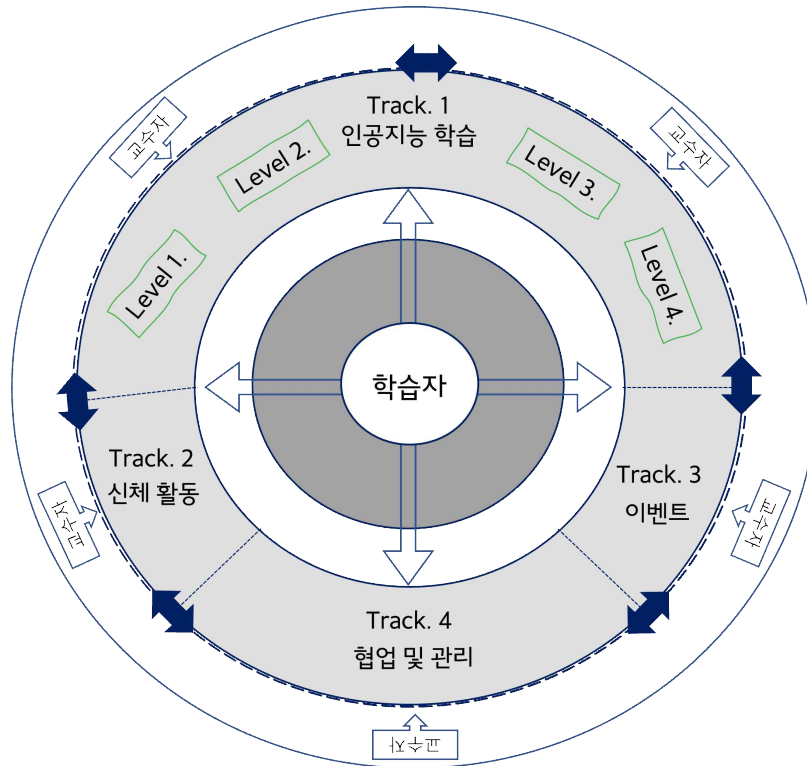 Track. 1
인공지능 학습
교수자
교수자
Level 2.
Level 3.
Level 1.
Level 4.
학습자
Track. 2
신체 활동
Track. 3
이벤트
교수자
교수자
Track. 4
협업 및 관리
교수자